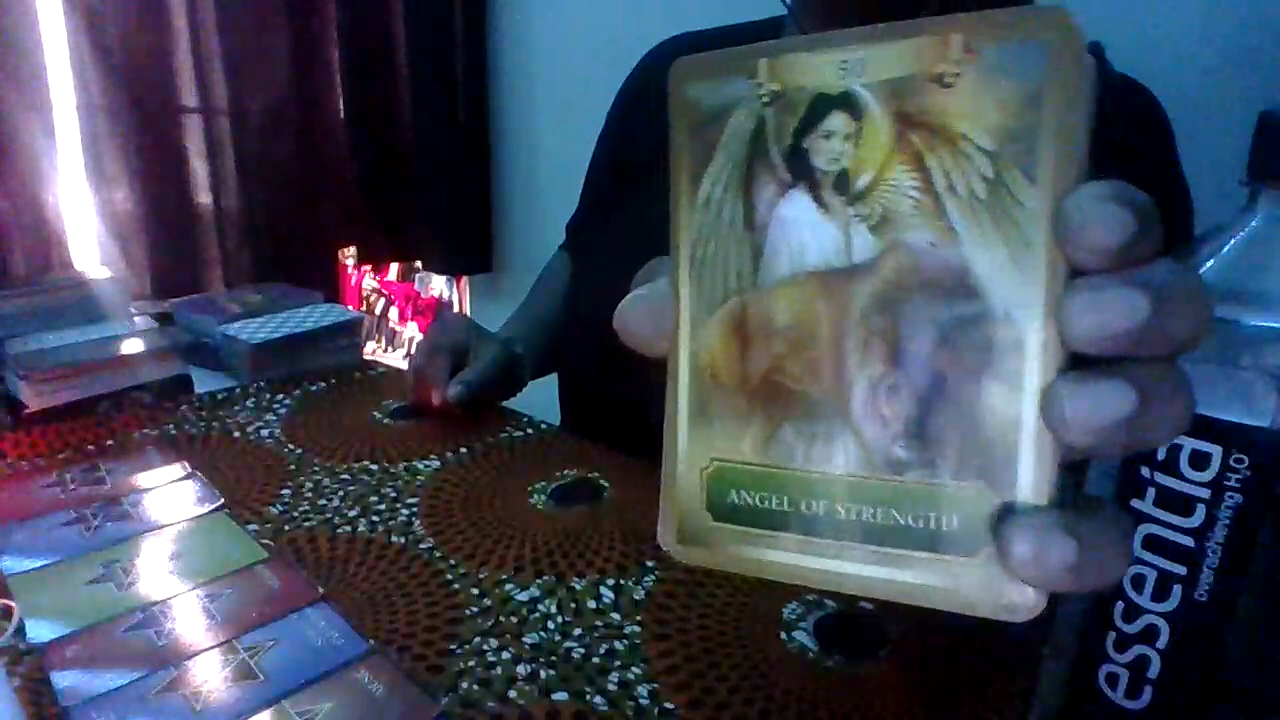 ANGEL OF STRENGTH
essentia
overachieving H₂O